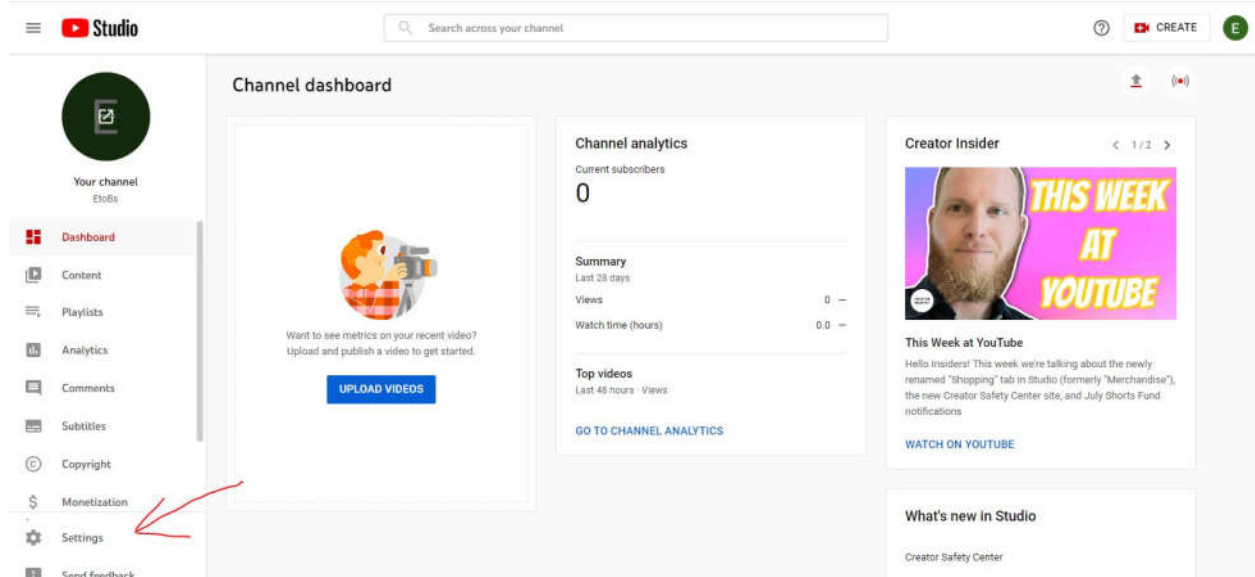 Studio
Search across your channel
CREATE
E
E
Your channel
EtoBs
Dashboard
Content
Playlists
Analytics
Comments
Subtitles
Copyright
Monetization
Settings
Send feedback
Channel dashboard
Want to see metrics on your recent video?
Upload and publish a video to get started.
UPLOAD VIDEOS
Channel analytics
Current subscribers
0
Summary
Last 28 days
Views 0 —
Watch time (hours) 0.0 —
Top videos
Last 48 hours · Views
GO TO CHANNEL ANALYTICS
Creator Insider
1 / 2
THIS WEEK
AT
YOUTUBE
This Week at YouTube
Hello Insiders! This week we're talking about the newly
renamed "Shopping" tab in Studio (formerly "Merchandise"),
the new Creator Safety Center site, and July Shorts Fund
notifications
WATCH ON YOUTUBE
What's new in Studio
Creator Safety Center